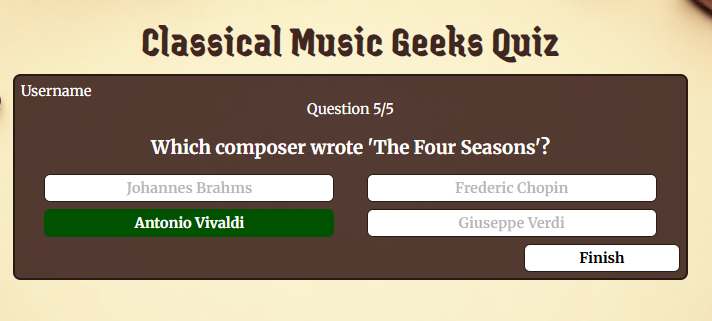 Classical Music Geeks Quiz
Username
Question 5/5
Which composer wrote 'The Four Seasons'?
Johannes Brahms
Frederic Chopin
Antonio Vivaldi
Giuseppe Verdi
Finish